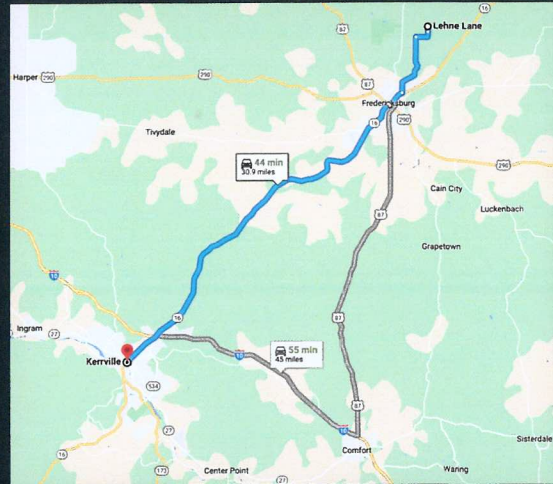 87
16
Lehne Lane
Harper 290
290
87
Fredericksburg
16
290
Tivydale
290
44 min
30.9 miles
Cain City
87
Luckenbach
Grapetown
10
16
87
Ingram 27
55 min
45 miles
10
Kerrville
534
87
27
10
Sisterdale
16
173
Center Point
Comfort
27
Waring